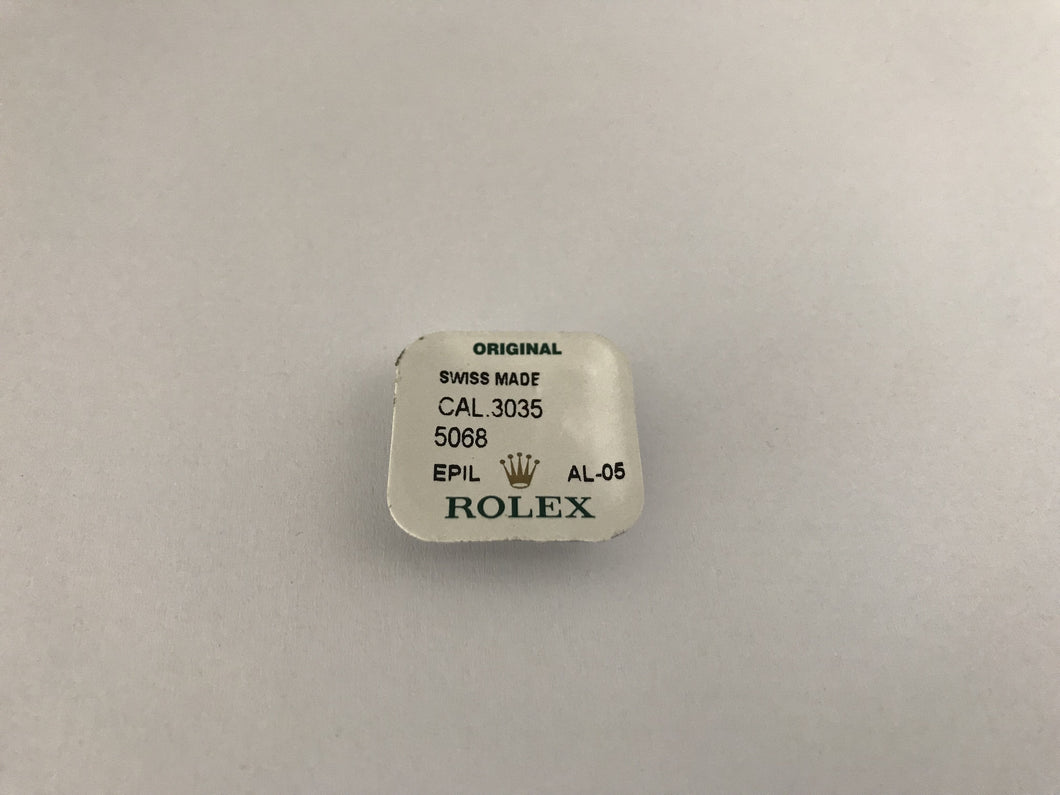 ORIGINAL
SWISS MADE
CAL.3035
5068
EPIL AL-05
ROLEX